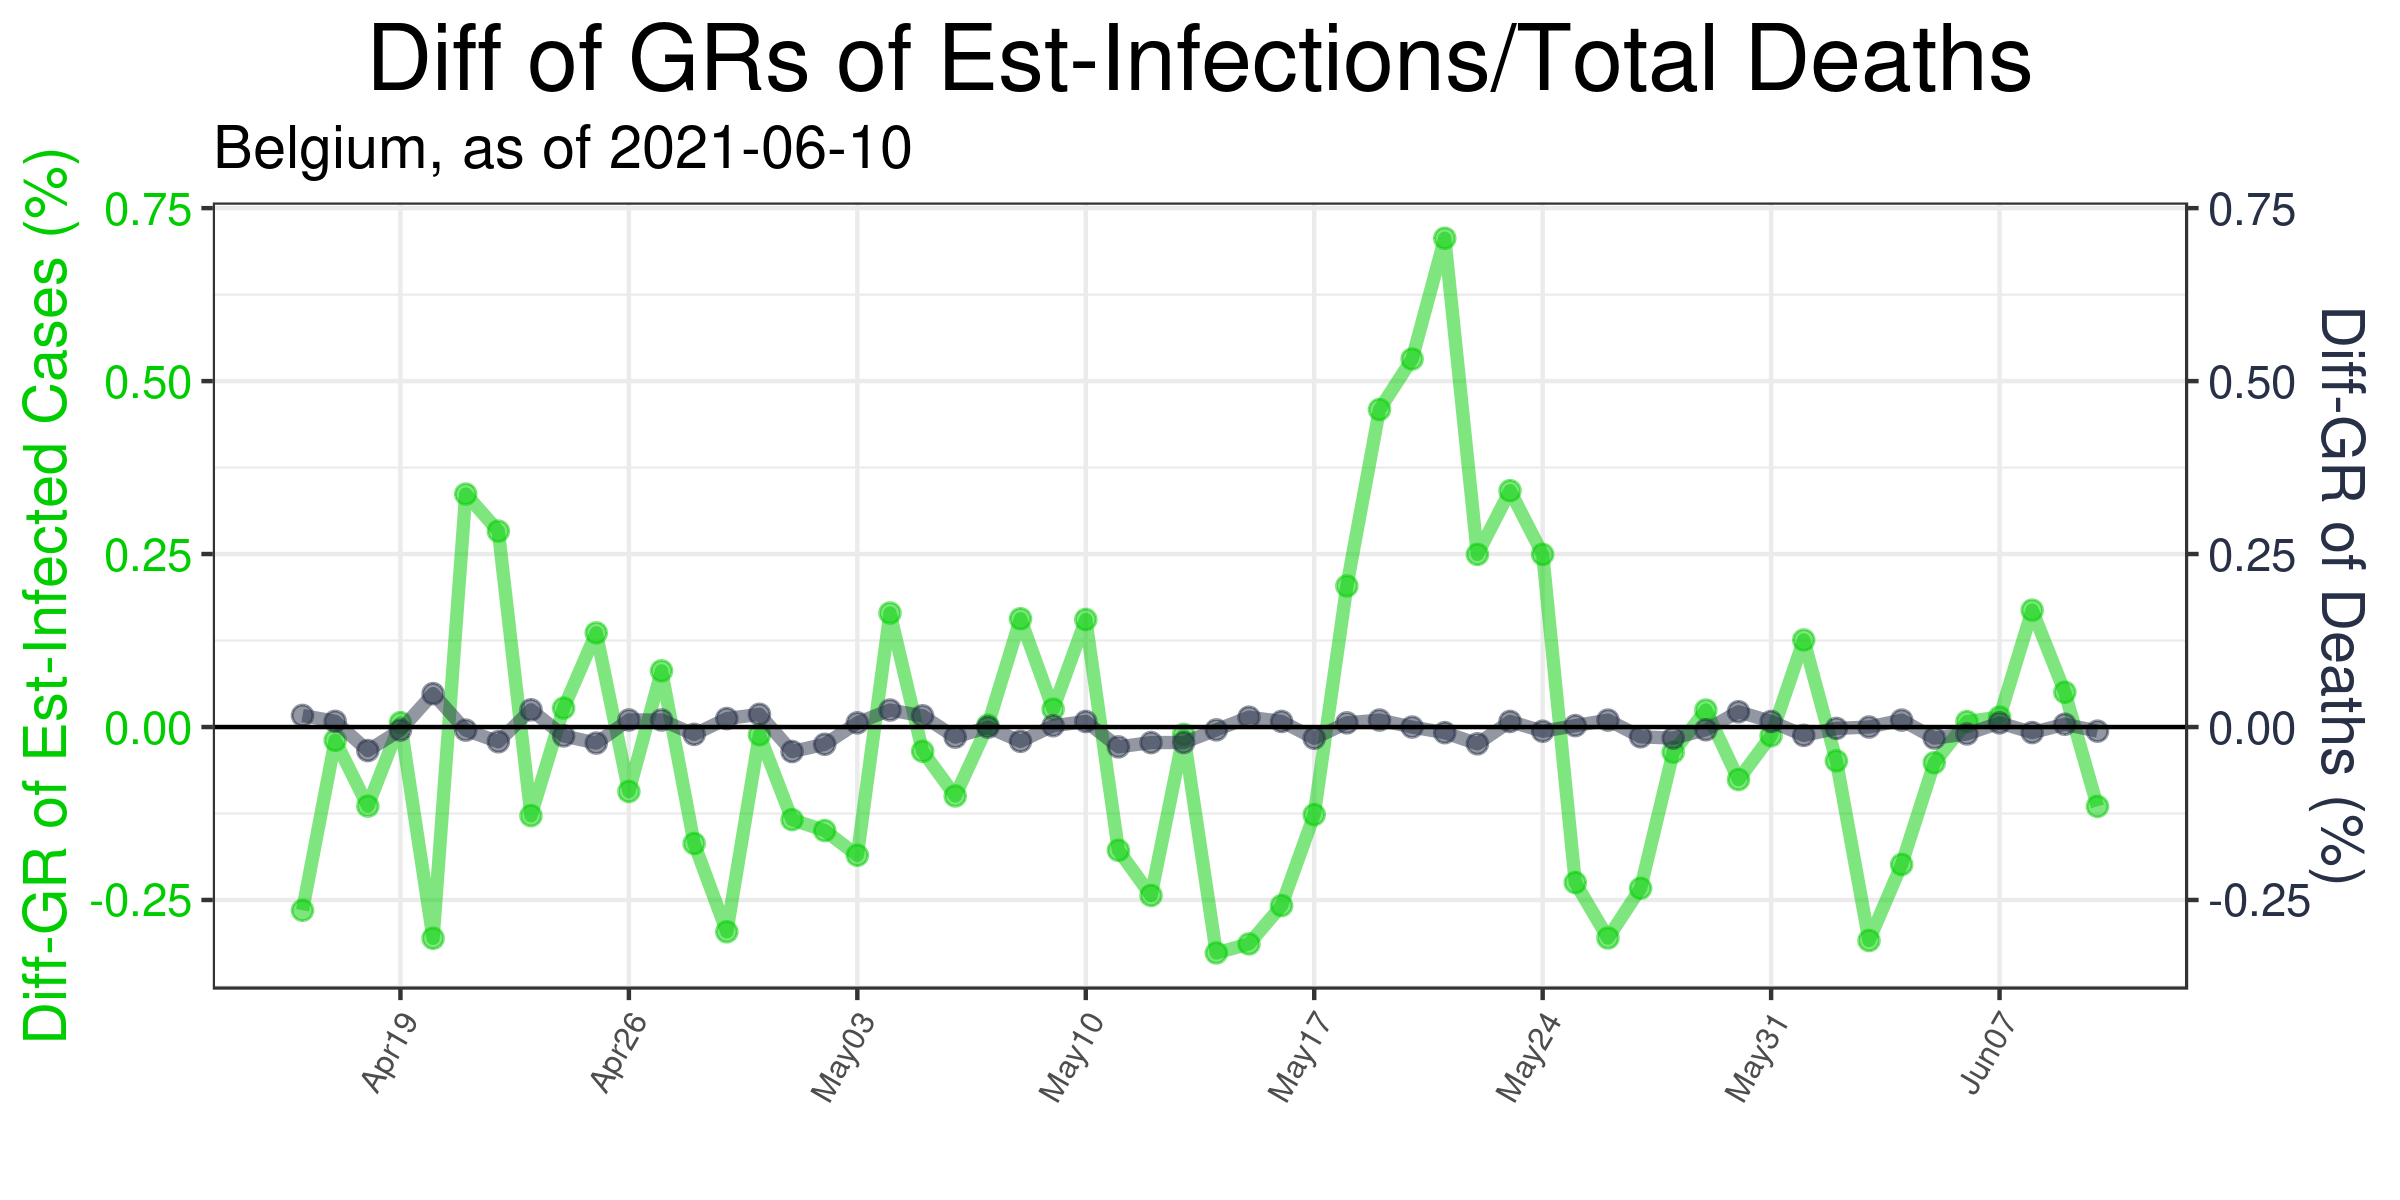 Diff of GRs of Est-Infections/Total Deaths
Belgium, as of 2021-06-10
Diff-GR of Est-Infected Cases (%)
0.75
0.50
0.25
0.00
-0.25
0.75
0.50
0.25
0.00
-0.25
Diff-GR of Deaths (%)
Apr19
Apr26
May03
May10
May17
May24
May31
Jun07